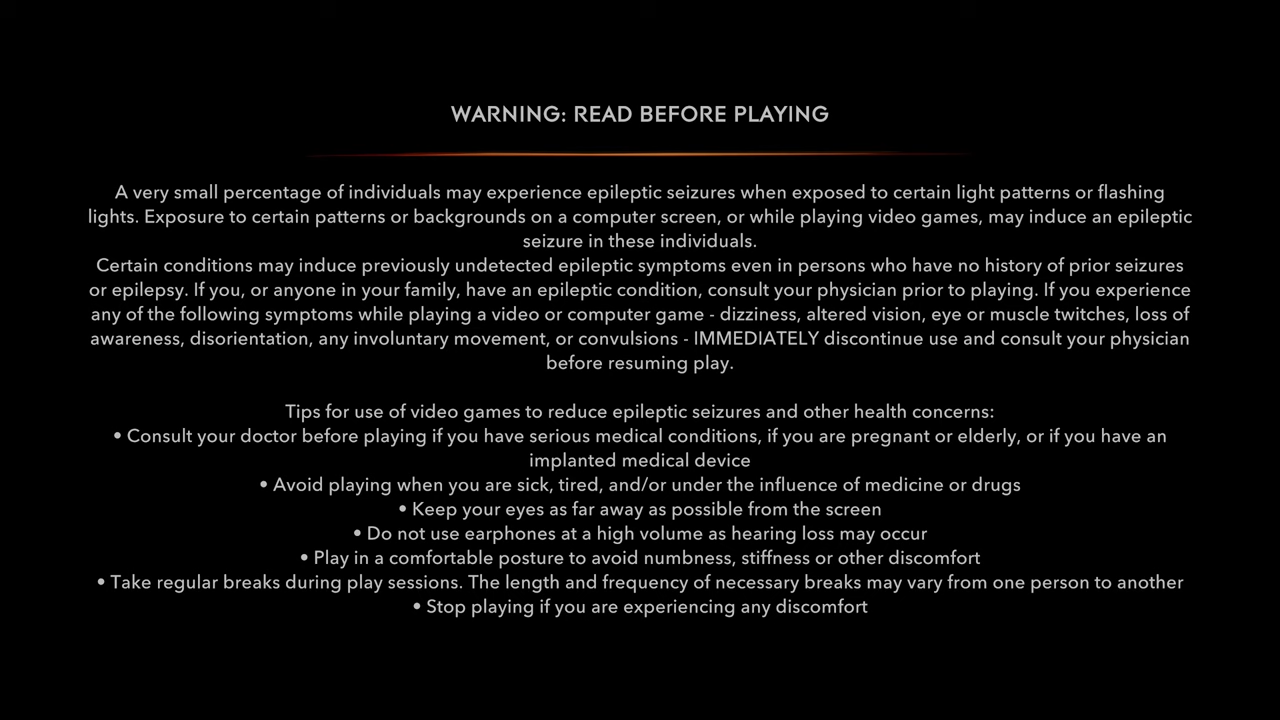 WARNING: READ BEFORE PLAYING
A very small percentage of individuals may experience epileptic seizures when exposed to certain light patterns or flashing
lights. Exposure to certain patterns or backgrounds on a computer screen, or while playing video games, may induce an epileptic
seizure in these individuals.
Certain conditions may induce previously undetected epileptic symptoms even in persons who have no history of prior seizures
or epilepsy. If you, or anyone in your family, have an epileptic condition, consult your physician prior to playing. If you experience
any of the following symptoms while playing a video or computer game - dizziness, altered vision, eye or muscle twitches, loss of
awareness, disorientation, any involuntary movement, or convulsions - IMMEDIATELY discontinue use and consult your physician
before resuming play.
Tips for use of video games to reduce epileptic seizures and other health concerns:
• Consult your doctor before playing if you have serious medical conditions, if you are pregnant or elderly, or if you have an
implanted medical device
• Avoid playing when you are sick, tired, and/or under the influence of medicine or drugs
• Keep your eyes as far away as possible from the screen
• Do not use earphones at a high volume as hearing loss may occur
• Play in a comfortable posture to avoid numbness, stiffness or other discomfort
• Take regular breaks during play sessions. The length and frequency of necessary breaks may vary from one person to another
• Stop playing if you are experiencing any discomfort